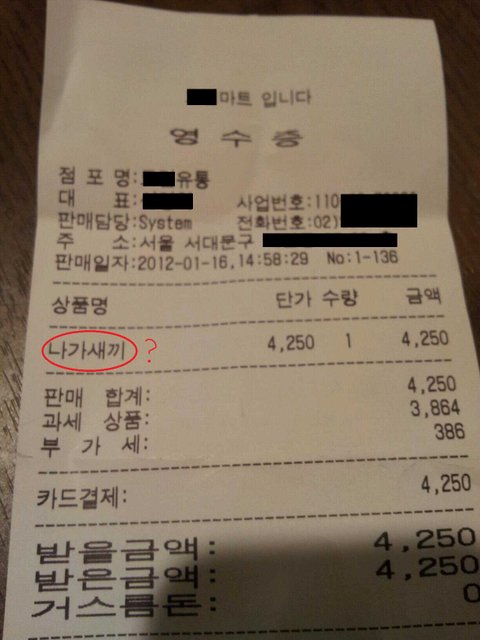 마트 입니다
영 수 증
점 포 명: 유통
대 표: 사업번호:110
판매담당:System 전화번호:02)
주 소:서울 서대문구
판매일자:2012-01-16,14:58:29 No:1-136
상품명 단가 수량 금액
나가새끼 ? 4,250 1 4,250
판매 합계: 4,250
과세 상품: 3,864
부 가 세: 386
카드결제: 4,250
받을금액: 4,250
받은금액: 4,250
거스름돈: 0